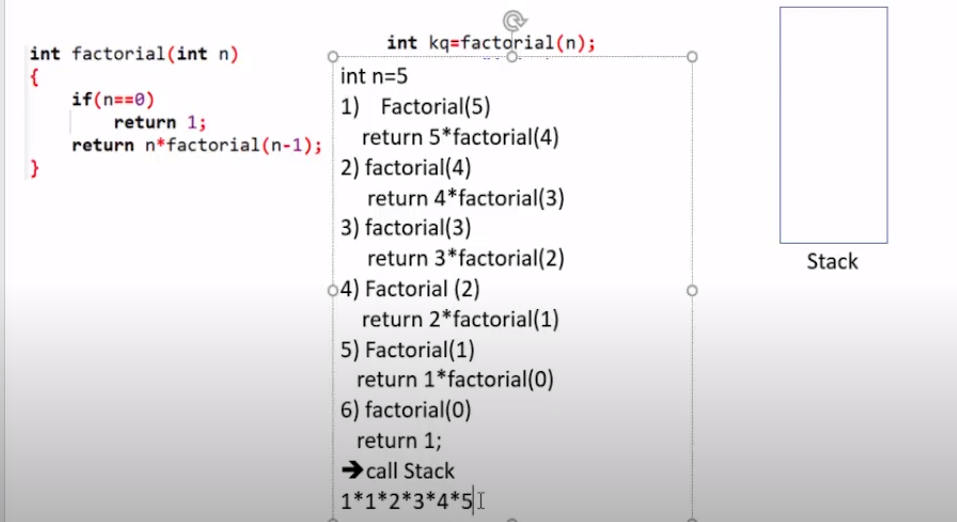 int factorial(int n)
{
if(n==0)
return 1;
return n*factorial(n-1);
}
int kq=factorial(n);
int n=5
1) Factorial(5)
return 5*factorial(4)
2) factorial(4)
return 4*factorial(3)
3) factorial(3)
return 3*factorial(2)
4) Factorial (2)
return 2*factorial(1)
5) Factorial(1)
return 1*factorial(0)
6) factorial(0)
return 1;
➔call Stack
1*1*2*3*4*5
Stack